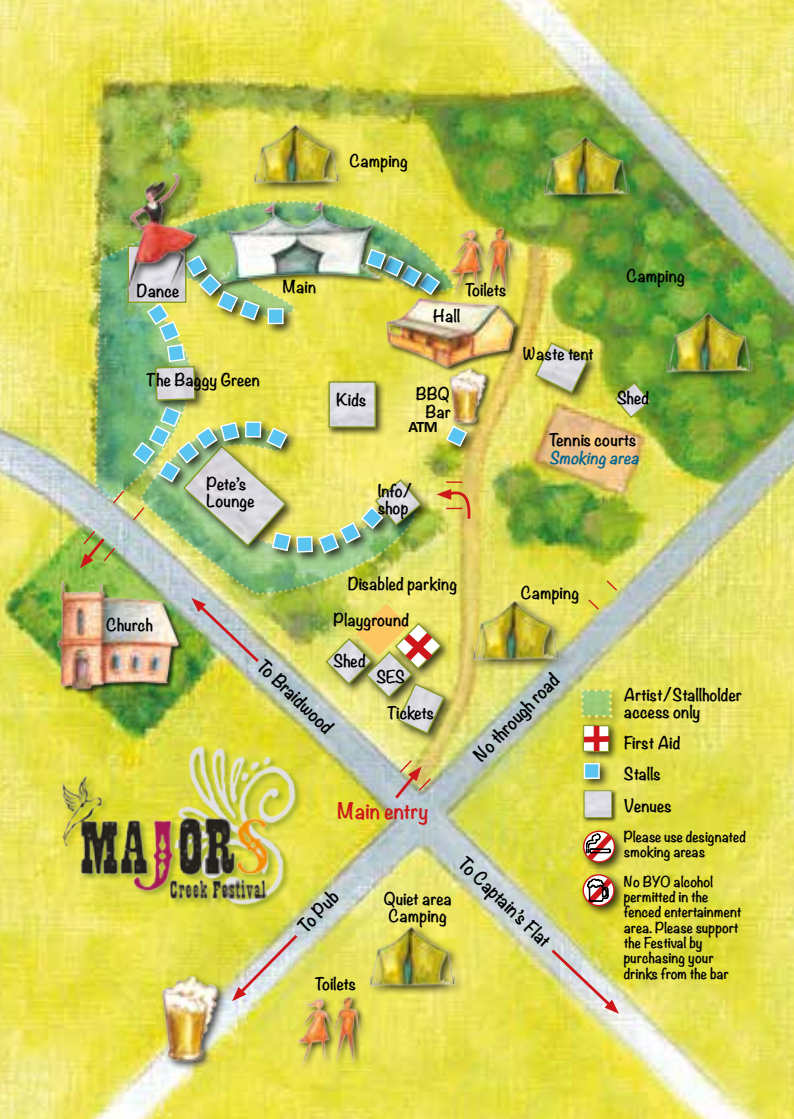 Camping
Camping
Main
Toilets
Dance
Hall
Waste tent
The Baggy Green
Kids
BBQ
Bar
ATM
Shed
Tennis courts
Smoking area
Pete's
Lounge
Info/
shop
Disabled parking
Camping
Playground
Church
Shed
SES
Tickets
To Braidwood
No through road
Main entry
Artist/Stallholder
access only
First Aid
Stalls
Venues
Please use designated
smoking areas
No BYO alcohol
permitted in the
fenced entertainment
area. Please support
the Festival by
purchasing your
drinks from the bar
MAJORS
Creek Festival
To Pub
To Captain's Flat
Quiet area
Camping
Toilets